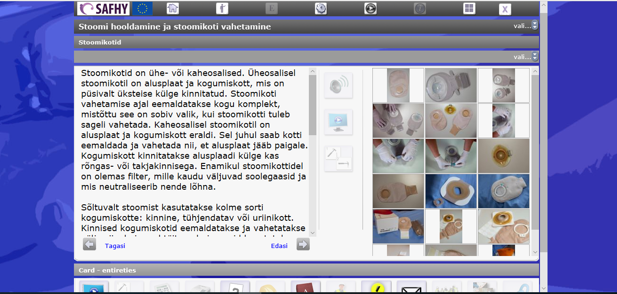 SAFHY
Stoomi hooldamine ja stoomikoti vahetamine
vali...
Stoomikotid
vali...
Stoomikotid on ühe- või kaheosalised. Üheosalisel
stoomikotil on alusplaat ja kogumiskott, mis on
püsivalt üksteise külge kinnitatud. Stoomikoti
vahetamise ajal eemaldatakse kogu komplekt,
mistõttu see on sobiv valik, kui stoomikotti tuleb
sageli vahetada. Kaheosalisel stoomikotil on
alusplaat ja kogumiskott eraldi. Sel juhul saab kotti
eemaldada ja vahetada nii, et alusplaat jääb paigale.
Kogumiskott kinnitatakse alusplaadi külge kas
rõngas- või takjakinnisega. Enamikul stoomikottidel
on olemas filter, mille kaudu väljuvad soolegaasid ja
mis neutraliseerib nende lõhna.
Sõltuvalt stoomist kasutatakse kolme sorti
kogumiskotte: kinnine, tühjendatav või uriinikott.
Kinnised kogumiskotid eemaldatakse ja vahetatakse
Tagasi
Edasi
Card - entireties